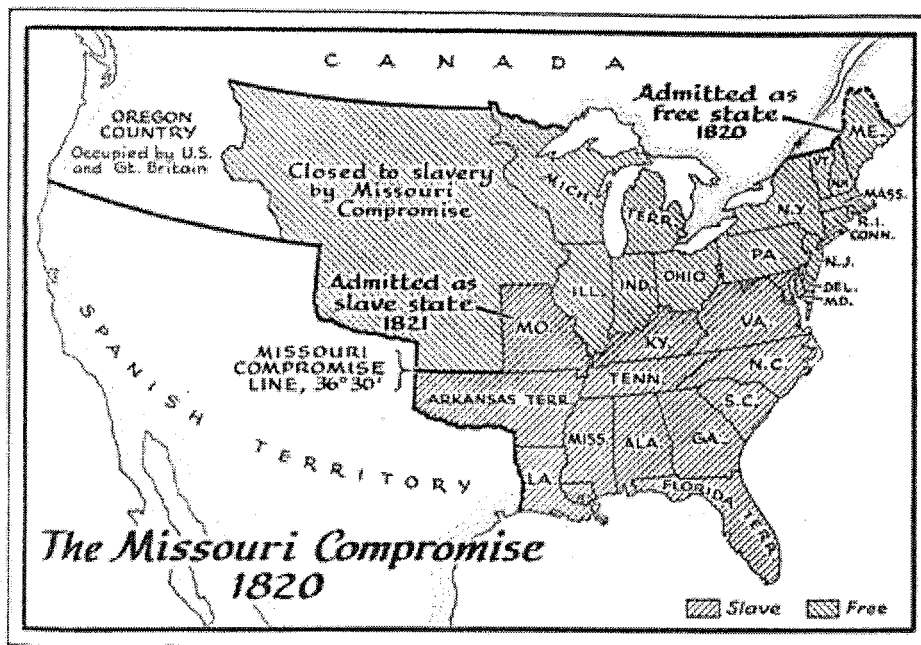 CANADA
OREGON
COUNTRY
Occupied by U.S.
and Gt. Britain
Admitted as
free state
1820
ME.
Closed to slavery
by Missouri
Compromise
MICH.
TERR.
VT.
N.H.
MASS.
N.Y.
R.I.
CONN.
PA.
N.J.
Admitted as
slave state
1821
ILL.
IND.
OHIO
DEL.
MD.
MO.
VA.
KY.
MISSOURI
COMPROMISE
LINE, 36°30'
N.C.
TENN.
ARKANSAS TERR.
S.C.
SPANISH TERRITORY
MISS.
ALA.
GA.
LA.
FLORIDA TERR.
The Missouri Compromise
1820
Slave
Free